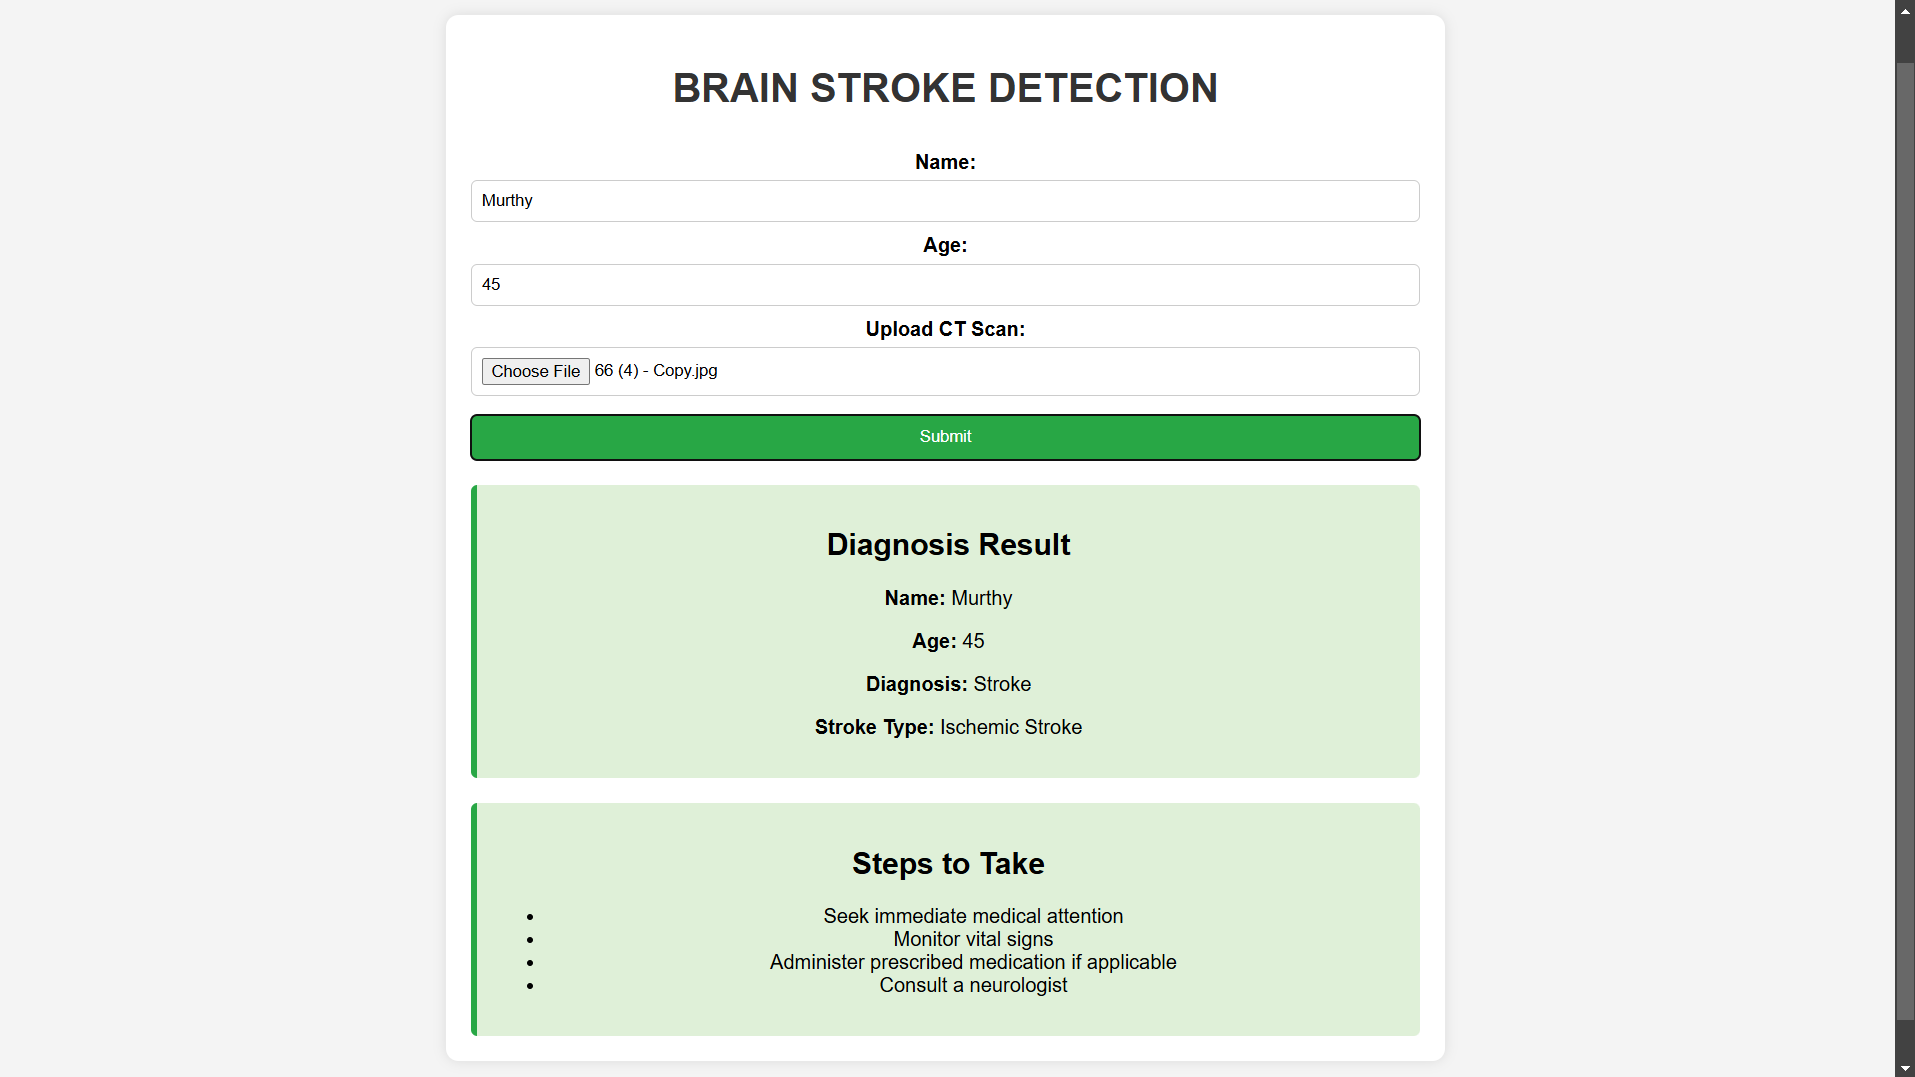 BRAIN STROKE DETECTION
Name:
Murthy
Age:
45
Upload CT Scan:
Choose File 66 (4) - Copy.jpg
Submit
Diagnosis Result
Name: Murthy
Age: 45
Diagnosis: Stroke
Stroke Type: Ischemic Stroke
Steps to Take
• Seek immediate medical attention
• Monitor vital signs
• Administer prescribed medication if applicable
• Consult a neurologist